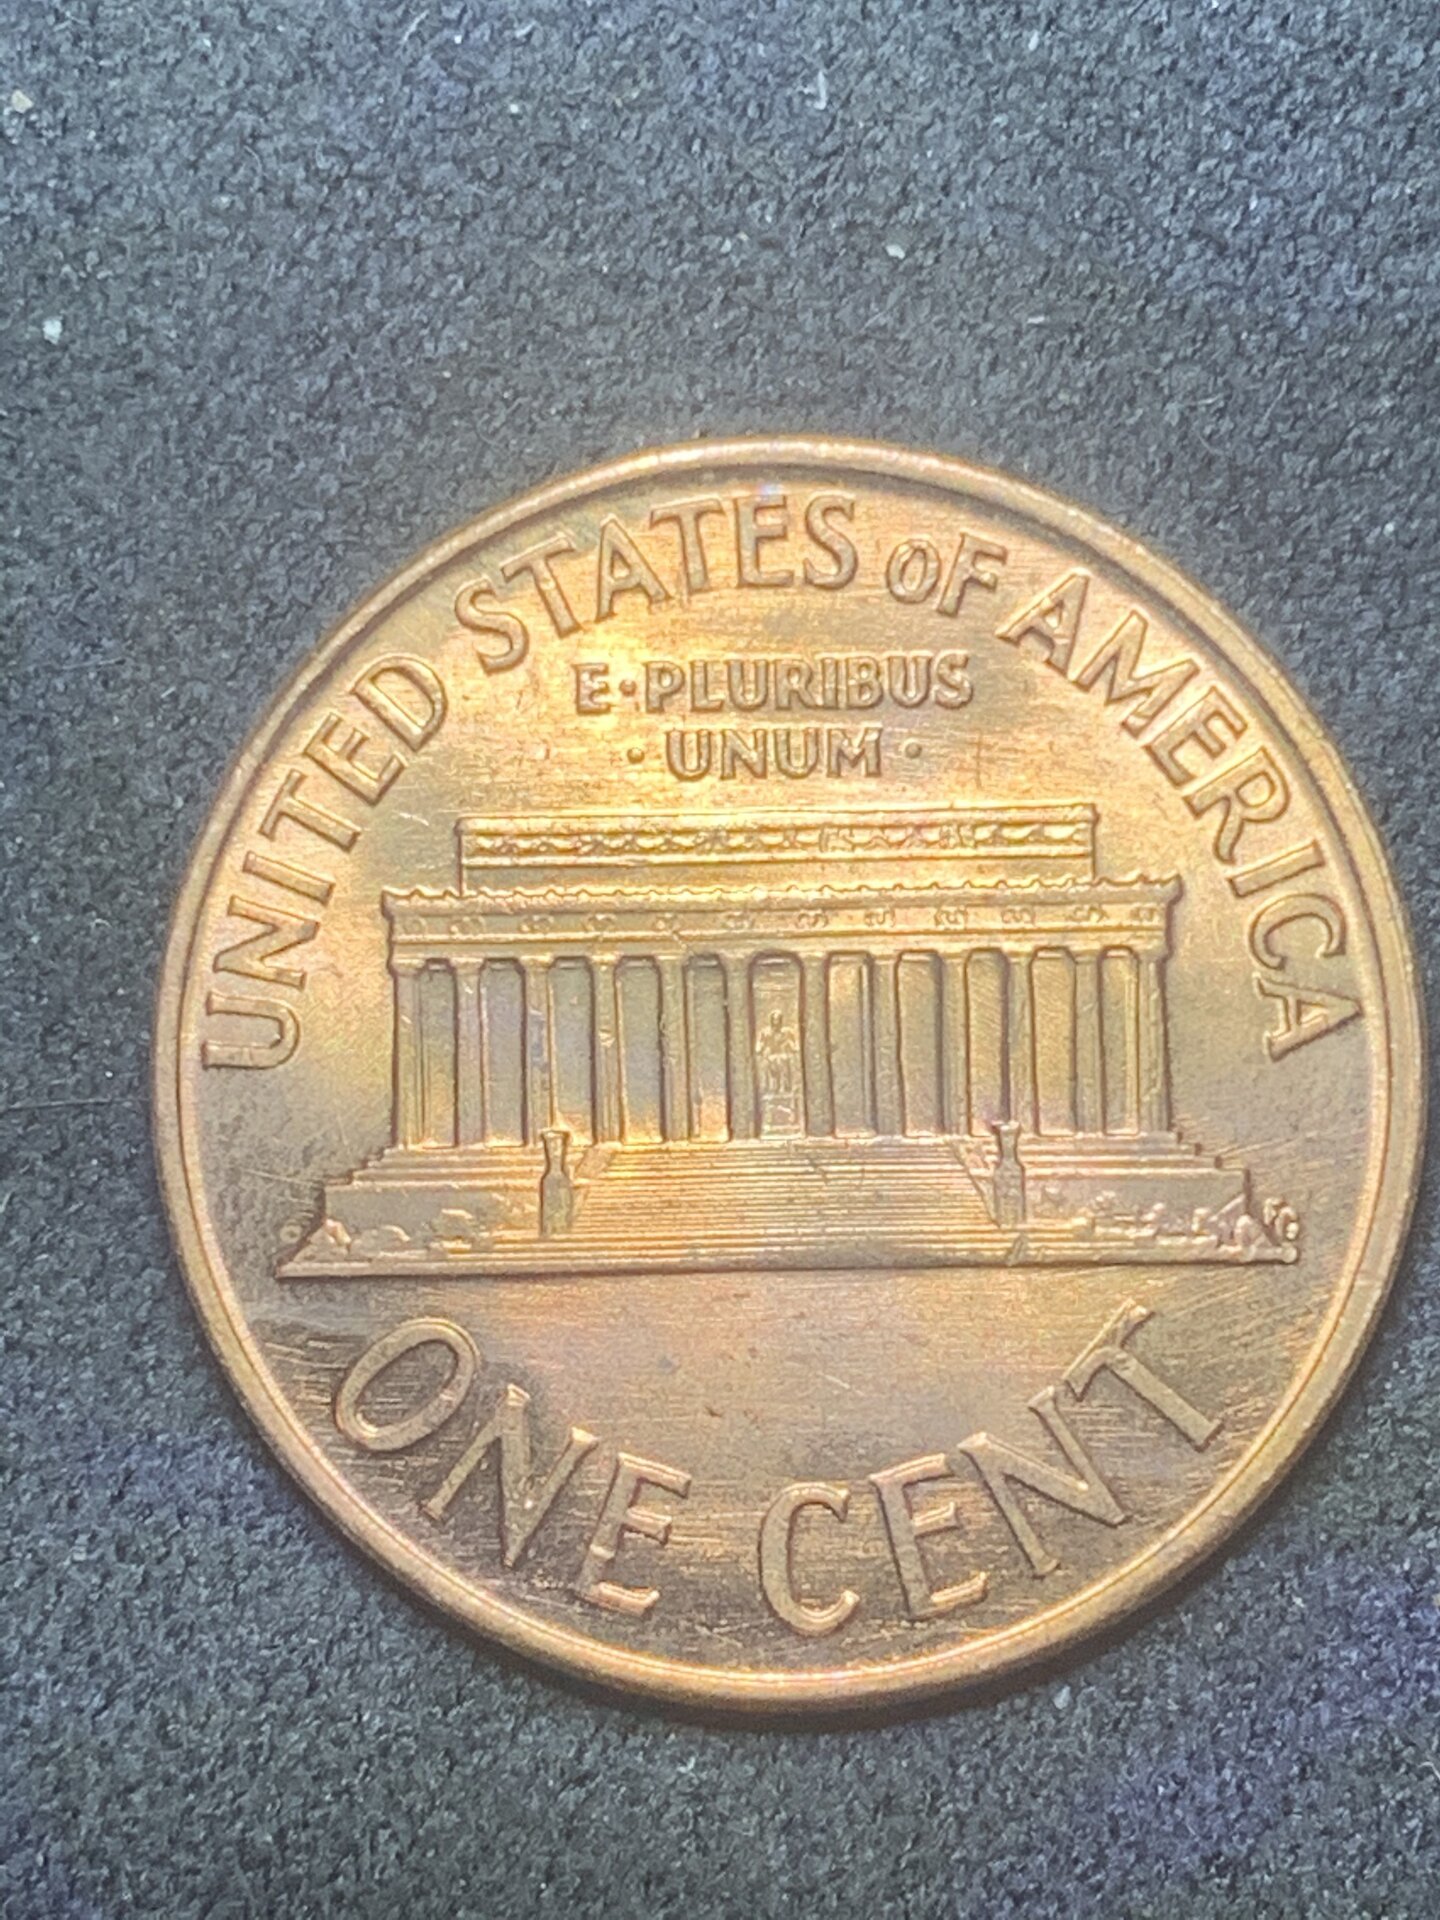 UNITED STATES OF AMERICA
E·PLURIBUS
·UNUM·
ONE CENT